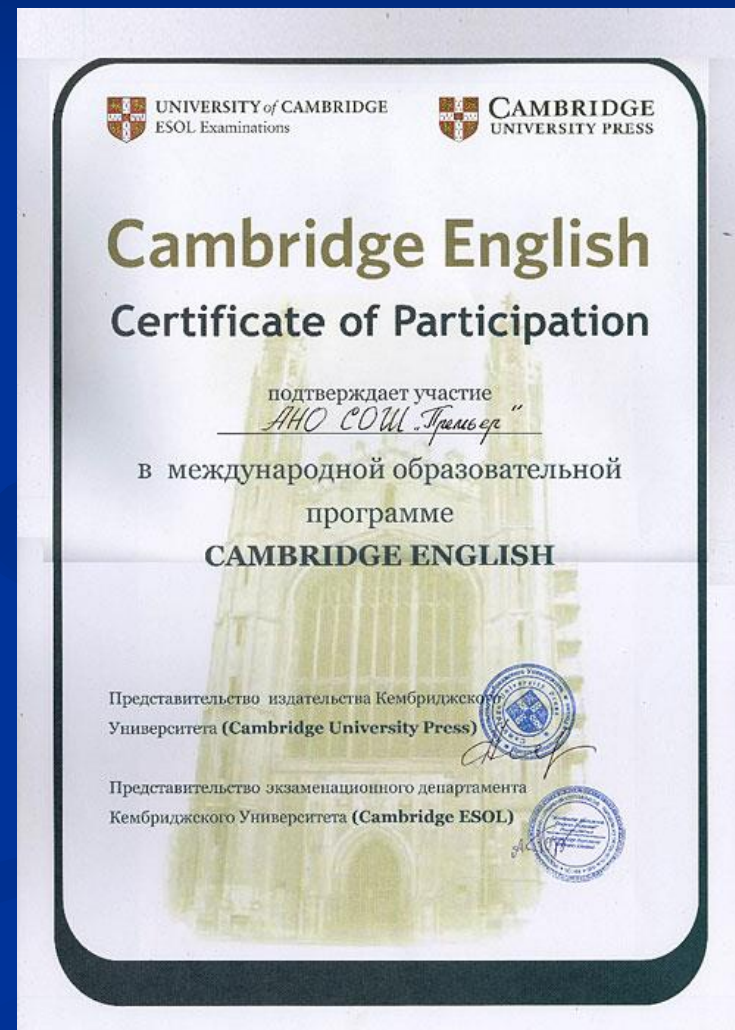 UNIVERSITY of CAMBRIDGE
ESOL Examinations
CAMBRIDGE
UNIVERSITY PRESS
Cambridge English
Certificate of Participation
подтверждает участие
АНО СОШ „Премьер“
в международной образовательной
программе
CAMBRIDGE ENGLISH
Представительство издательства Кембриджского
Университета (Cambridge University Press)
Представительство экзаменационного департамента
Кембриджского Университета (Cambridge ESOL)